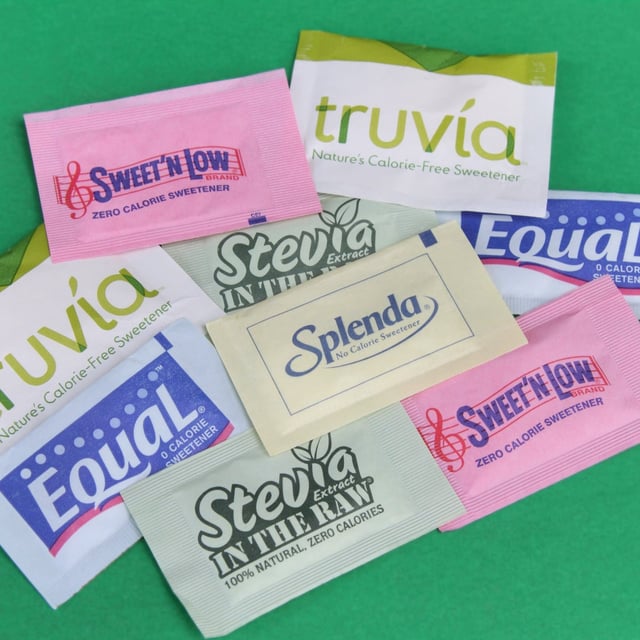 truvía
Nature's Calorie-Free Sweetener
SWEET'N LOW
BRAND
ZERO CALORIE SWEETENER
Stevia
Extract
IN THE
EQUAL
0 CALORIE
SWEETENER
Splenda®
No Calorie Sweetener
truvía
Nature's Calorie-Free Sweetener
SWEET'N LOW
BRAND
ZERO CALORIE SWEETENER
EQUAL®
0 CALORIE
SWEETENER
Stevia
Extract
IN THE RAW
100% NATURAL, ZERO CALORIES